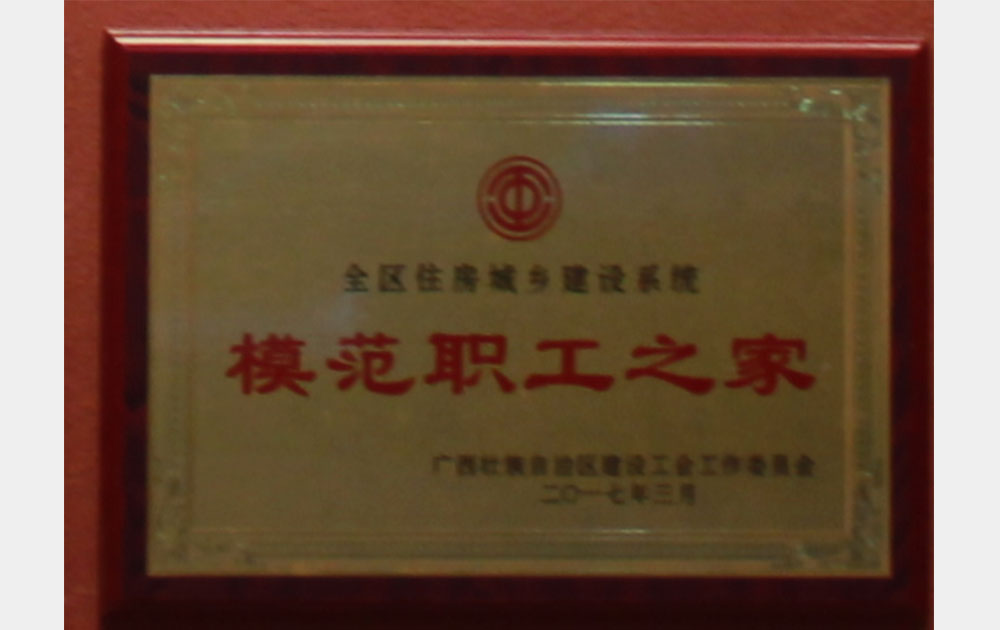 全区住房城乡建设系统
模范职工之家
广西壮族自治区建设工会工作委员会
二〇一七年三月